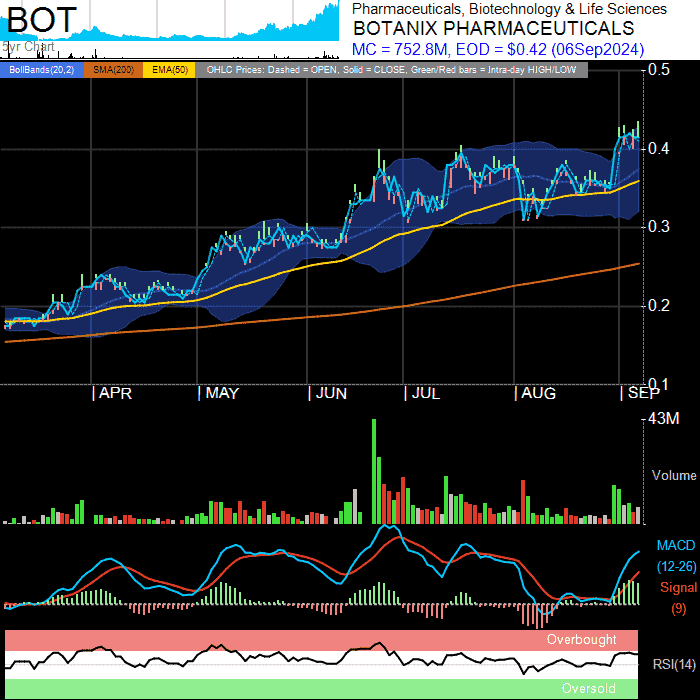 BOT
Pharmaceuticals, Biotechnology & Life Sciences
BOTANIX PHARMACEUTICALS
5yr Chart
MC = 752.8M, EOD = $0.42 (06Sep2024)
BollBands(20,2) SMA(200) EMA(50) OHLC Prices: Dashed = OPEN, Solid = CLOSE, Green/Red bars = Intra-day HIGH/LOW
0.5
0.4
0.3
0.2
0.1
| APR | MAY | JUN | JUL | AUG | SEP
43M
Volume
MACD
(12-26)
Signal
(9)
Overbought
RSI(14)
Oversold